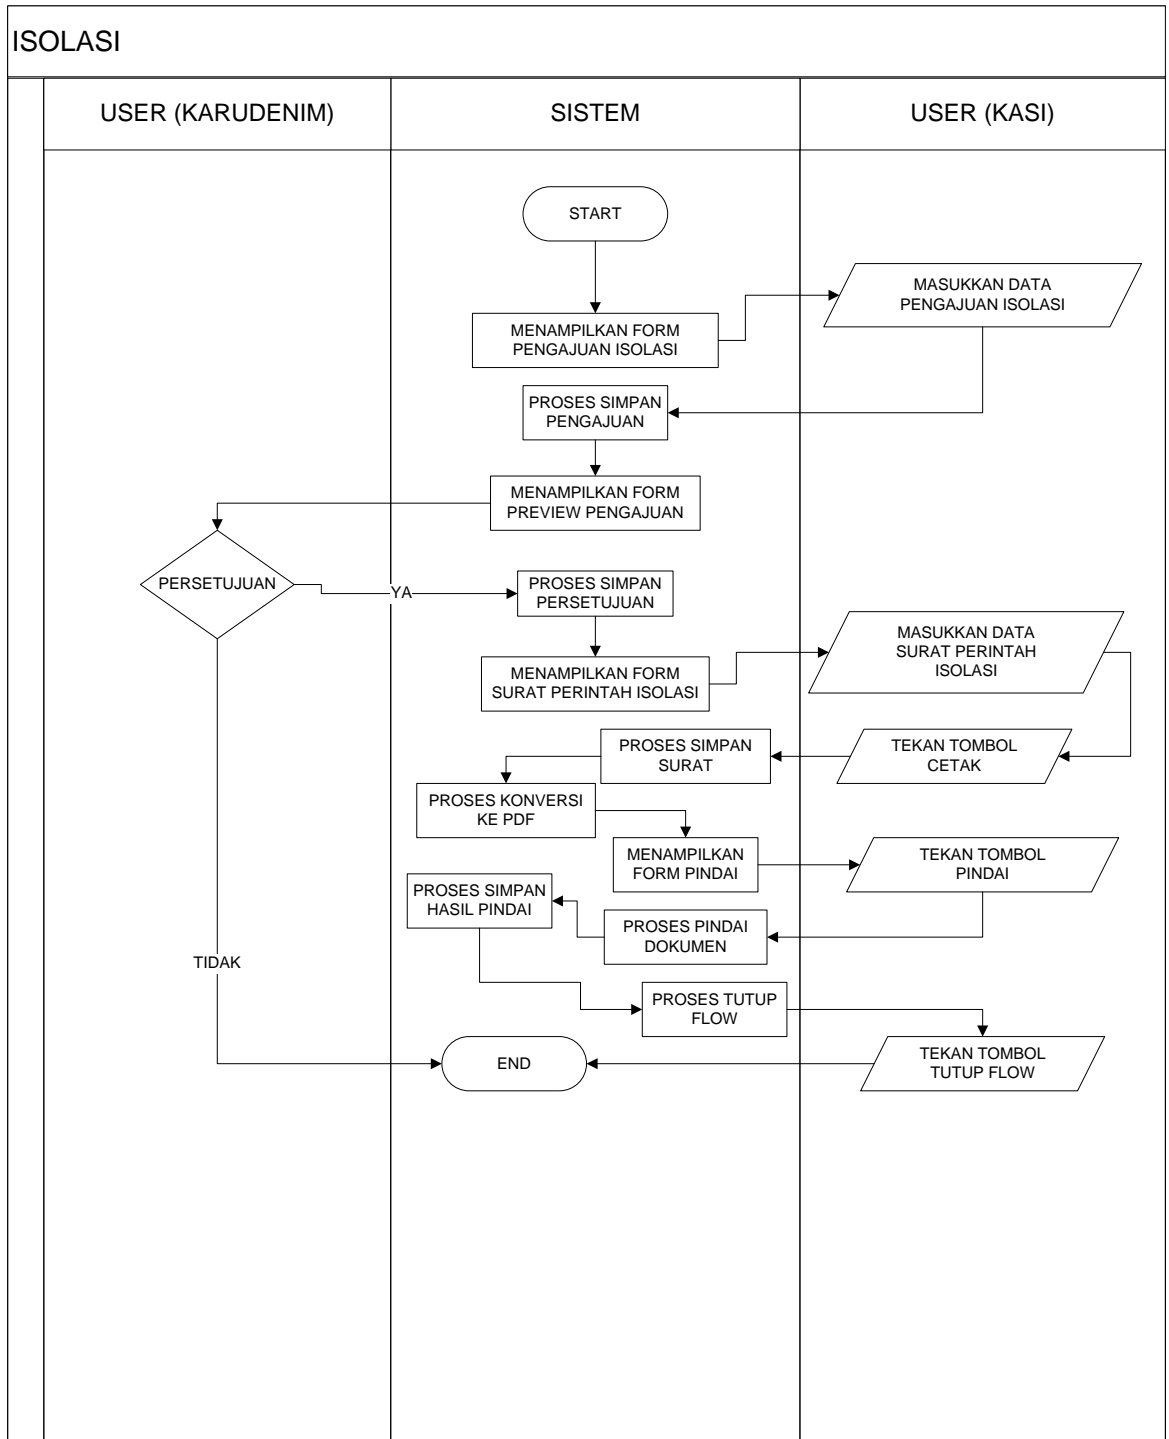 ISOLASI
USER (KARUDENIM)
SISTEM
USER (KASI)
START
MASUKKAN DATA
PENGAJUAN ISOLASI
MENAMPILKAN FORM
PENGAJUAN ISOLASI
PROSES SIMPAN
PENGAJUAN
MENAMPILKAN FORM
PREVIEW PENGAJUAN
PERSETUJUAN
YA
PROSES SIMPAN
PERSETUJUAN
MASUKKAN DATA
SURAT PERINTAH
ISOLASI
MENAMPILKAN FORM
SURAT PERINTAH ISOLASI
TEKAN TOMBOL
CETAK
PROSES SIMPAN
SURAT
PROSES KONVERSI
KE PDF
MENAMPILKAN
FORM PINDAI
TEKAN TOMBOL
PINDAI
PROSES SIMPAN
HASIL PINDAI
PROSES PINDAI
DOKUMEN
TIDAK
PROSES TUTUP
FLOW
END
TEKAN TOMBOL
TUTUP FLOW